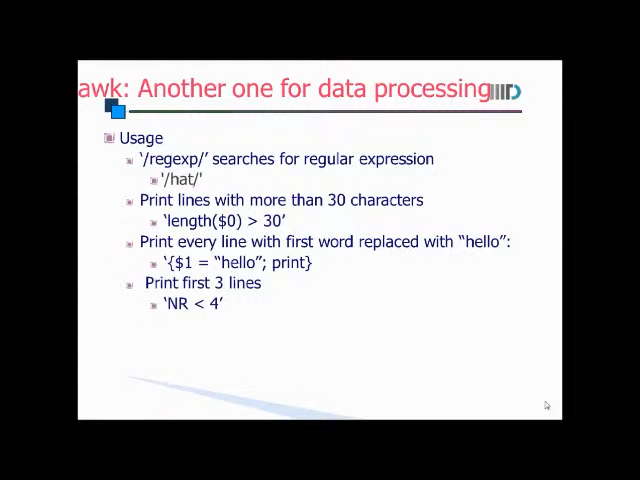 awk: Another one for data processing
Usage
‘/regexp/’ searches for regular expression
'/hat/'
Print lines with more than 30 characters
‘length($0) > 30’
Print every line with first word replaced with “hello”:
‘{$1 = “hello”; print}
Print first 3 lines
‘NR < 4’